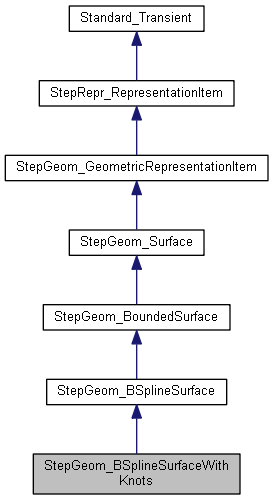 Standard_Transient
StepRepr_RepresentationItem
StepGeom_GeometricRepresentationItem
StepGeom_Surface
StepGeom_BoundedSurface
StepGeom_BSplineSurface
StepGeom_BSplineSurfaceWith
Knots